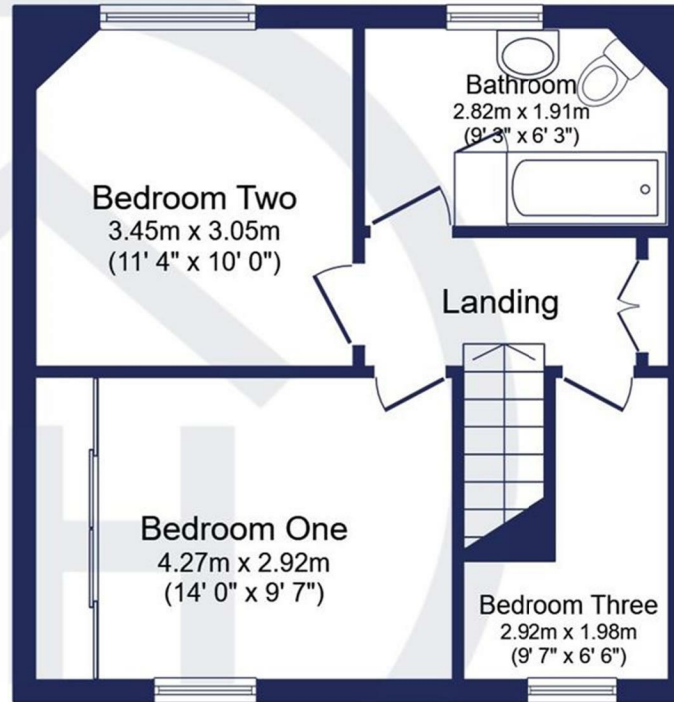 Bathroom
2.82m x 1.91m
(9' 3" x 6' 3")
Bedroom Two
3.45m x 3.05m
(11' 4" x 10' 0")
Landing
Bedroom One
4.27m x 2.92m
(14' 0" x 9' 7")
Bedroom Three
2.92m x 1.98m
(9' 7" x 6' 6")